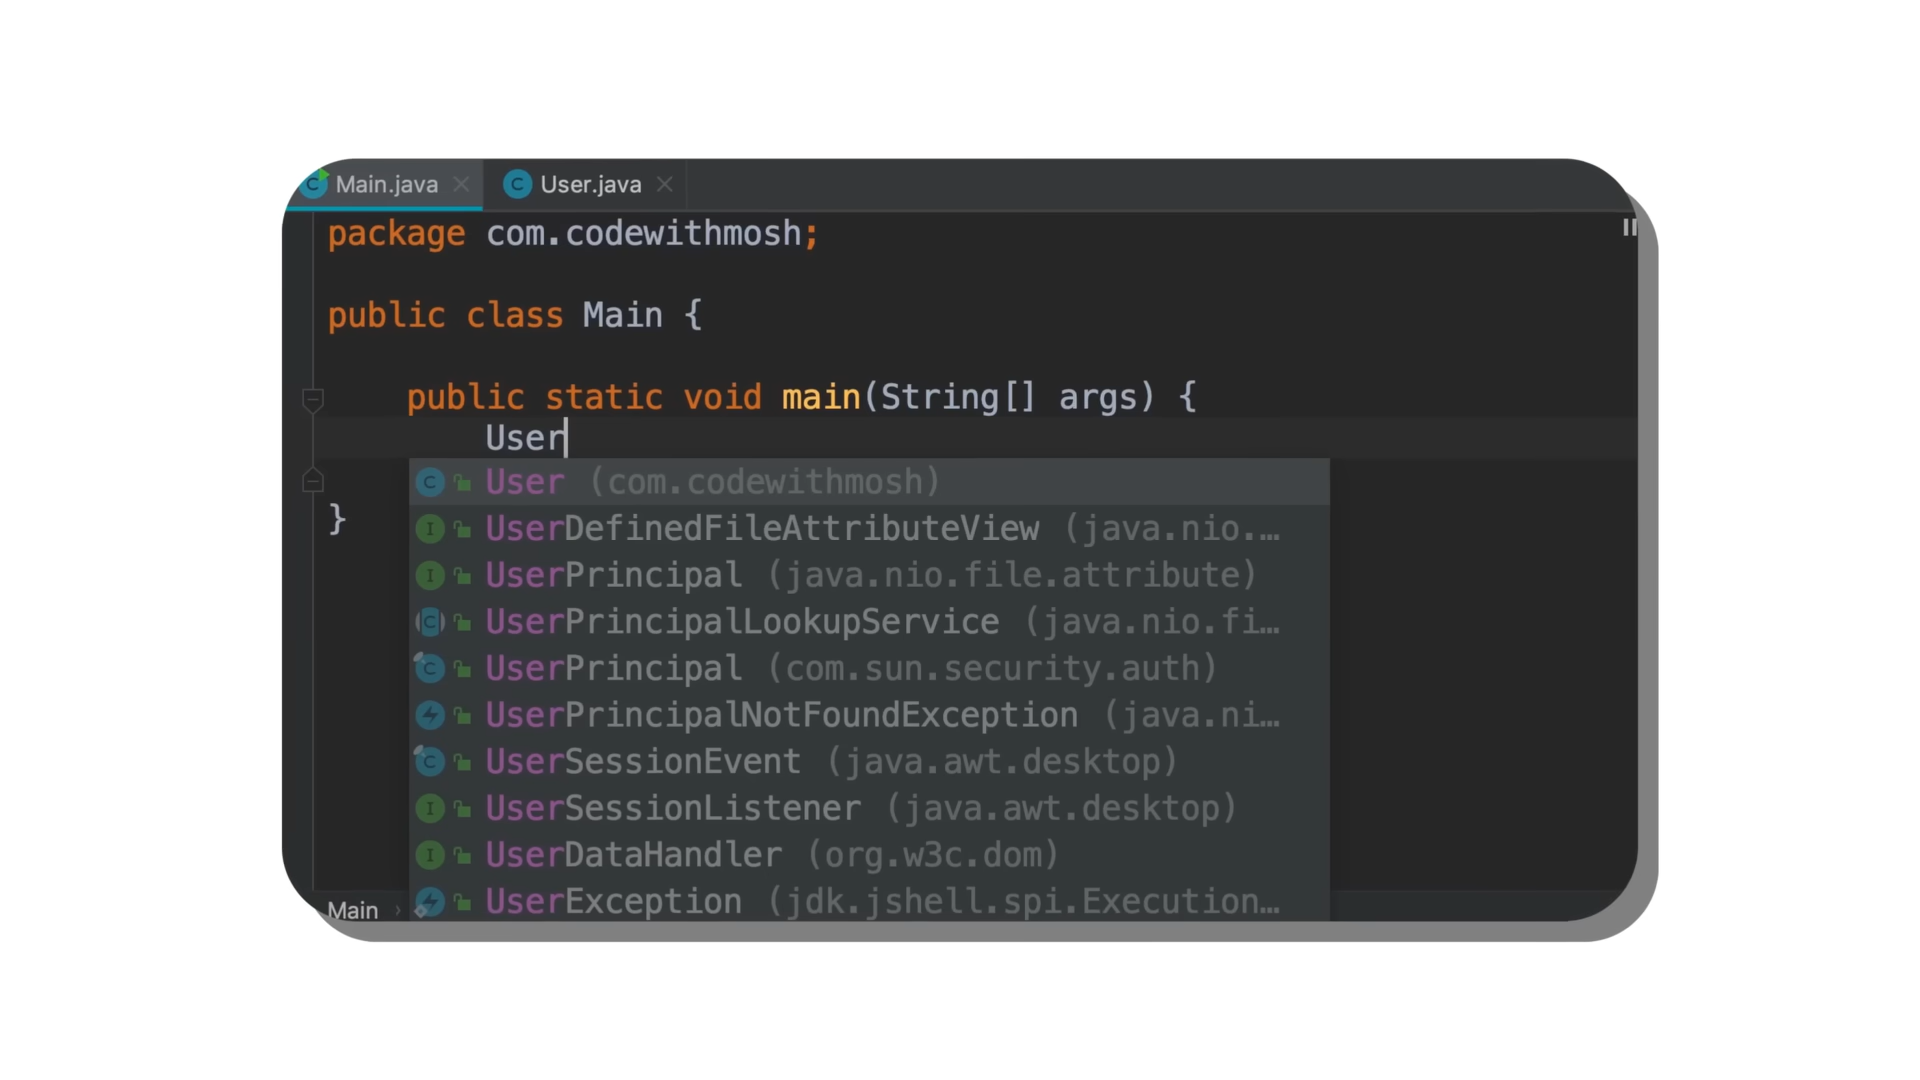 Main.java User.java
package com.codewithmosh;
public class Main {
public static void main(String[] args) {
User
User (com.codewithmosh)
UserDefinedFileAttributeView (java.nio.…
UserPrincipal (java.nio.file.attribute)
UserPrincipalLookupService (java.nio.fi…
UserPrincipal (com.sun.security.auth)
UserPrincipalNotFoundException (java.ni…
UserSessionEvent (java.awt.desktop)
UserSessionListener (java.awt.desktop)
UserDataHandler (org.w3c.dom)
UserException (jdk.jshell.spi.Execution…
}
Main ›